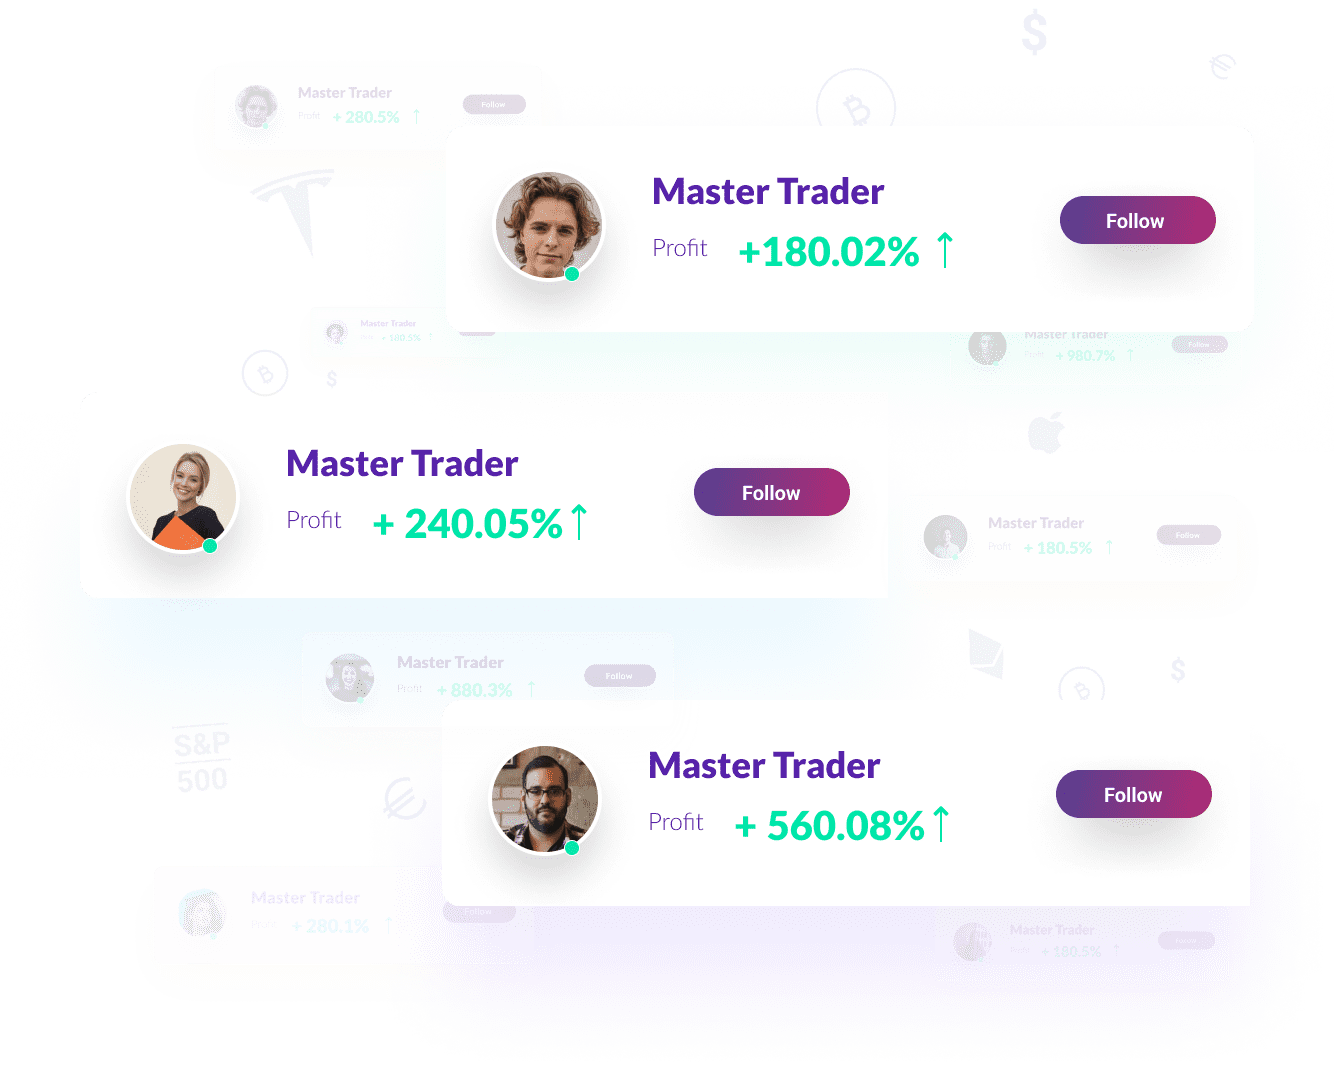 Master Trader
Profit + 280.5% ↑
Follow
Master Trader
Profit +180.02% ↑
Follow
Master Trader
+ 160.5% ↑
Master Trader
Profit + 980.7% ↑
Follow
Master Trader
Profit + 240.05% ↑
Follow
Master Trader
Profit + 180.5% ↑
Follow
Master Trader
Profit + 880.3% ↑
Follow
S&P
500
Master Trader
Profit + 560.08% ↑
Follow
Master Trader
Profit + 280.1% ↑
Follow
Master Trader
Profit + 180.5% ↑
Follow